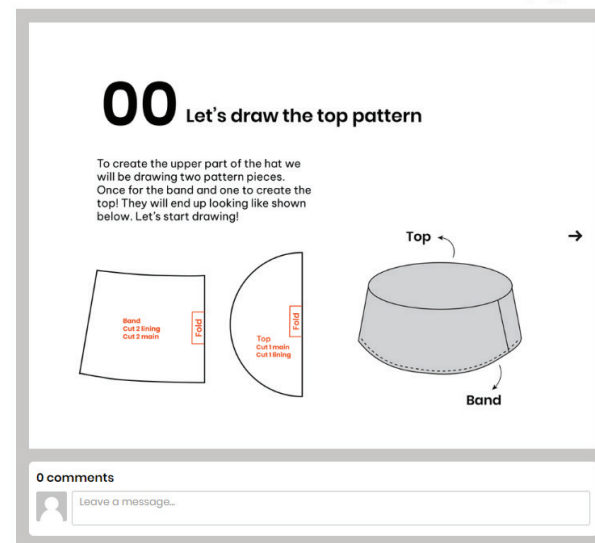 00 Let's draw the top pattern
To create the upper part of the hat we
will be drawing two pattern pieces.
Once for the band and one to create the
top! They will end up looking like shown
below. Let's start drawing!
Top
→
Band
Cut 2 lining
Cut 2 main
Fold
Top
Cut 1 main
Cut 1 lining
Fold
Band
0 comments
Leave a message...